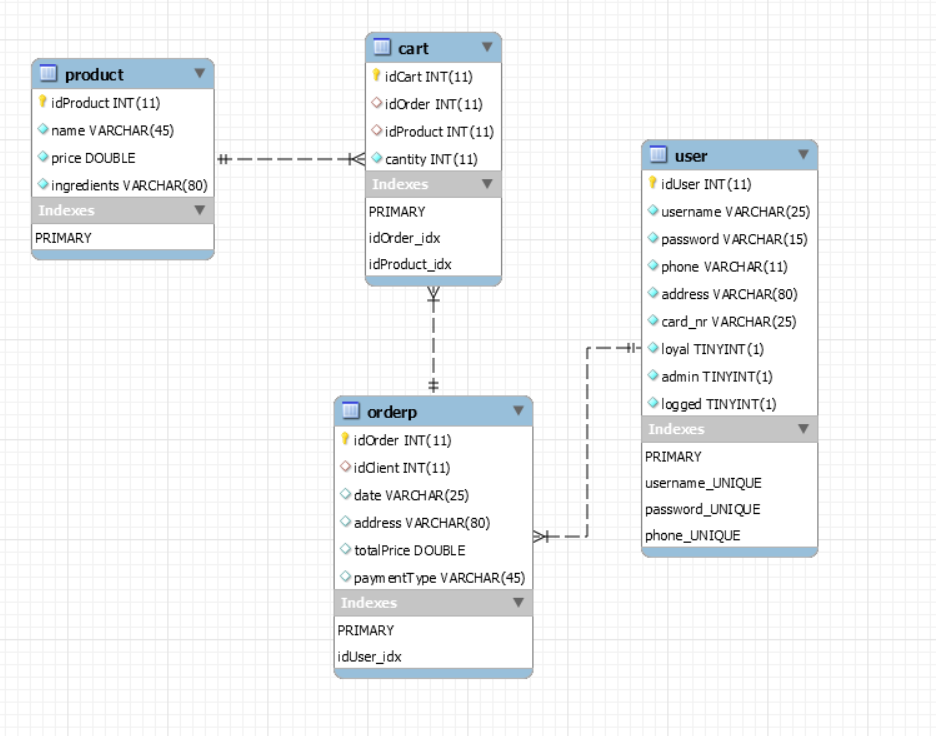 product
idProduct INT(11)
name VARCHAR(45)
price DOUBLE
ingredients VARCHAR(80)
Indexes
PRIMARY
cart
idCart INT(11)
idOrder INT(11)
idProduct INT(11)
cantity INT(11)
Indexes
PRIMARY
idOrder_idx
idProduct_idx
user
idUser INT(11)
username VARCHAR(25)
password VARCHAR(15)
phone VARCHAR(11)
address VARCHAR(80)
card_nr VARCHAR(25)
loyal TINYINT(1)
admin TINYINT(1)
logged TINYINT(1)
Indexes
PRIMARY
username_UNIQUE
password_UNIQUE
phone_UNIQUE
orderp
idOrder INT(11)
idClient INT(11)
date VARCHAR(25)
address VARCHAR(80)
totalPrice DOUBLE
paymentType VARCHAR(45)
Indexes
PRIMARY
idUser_idx